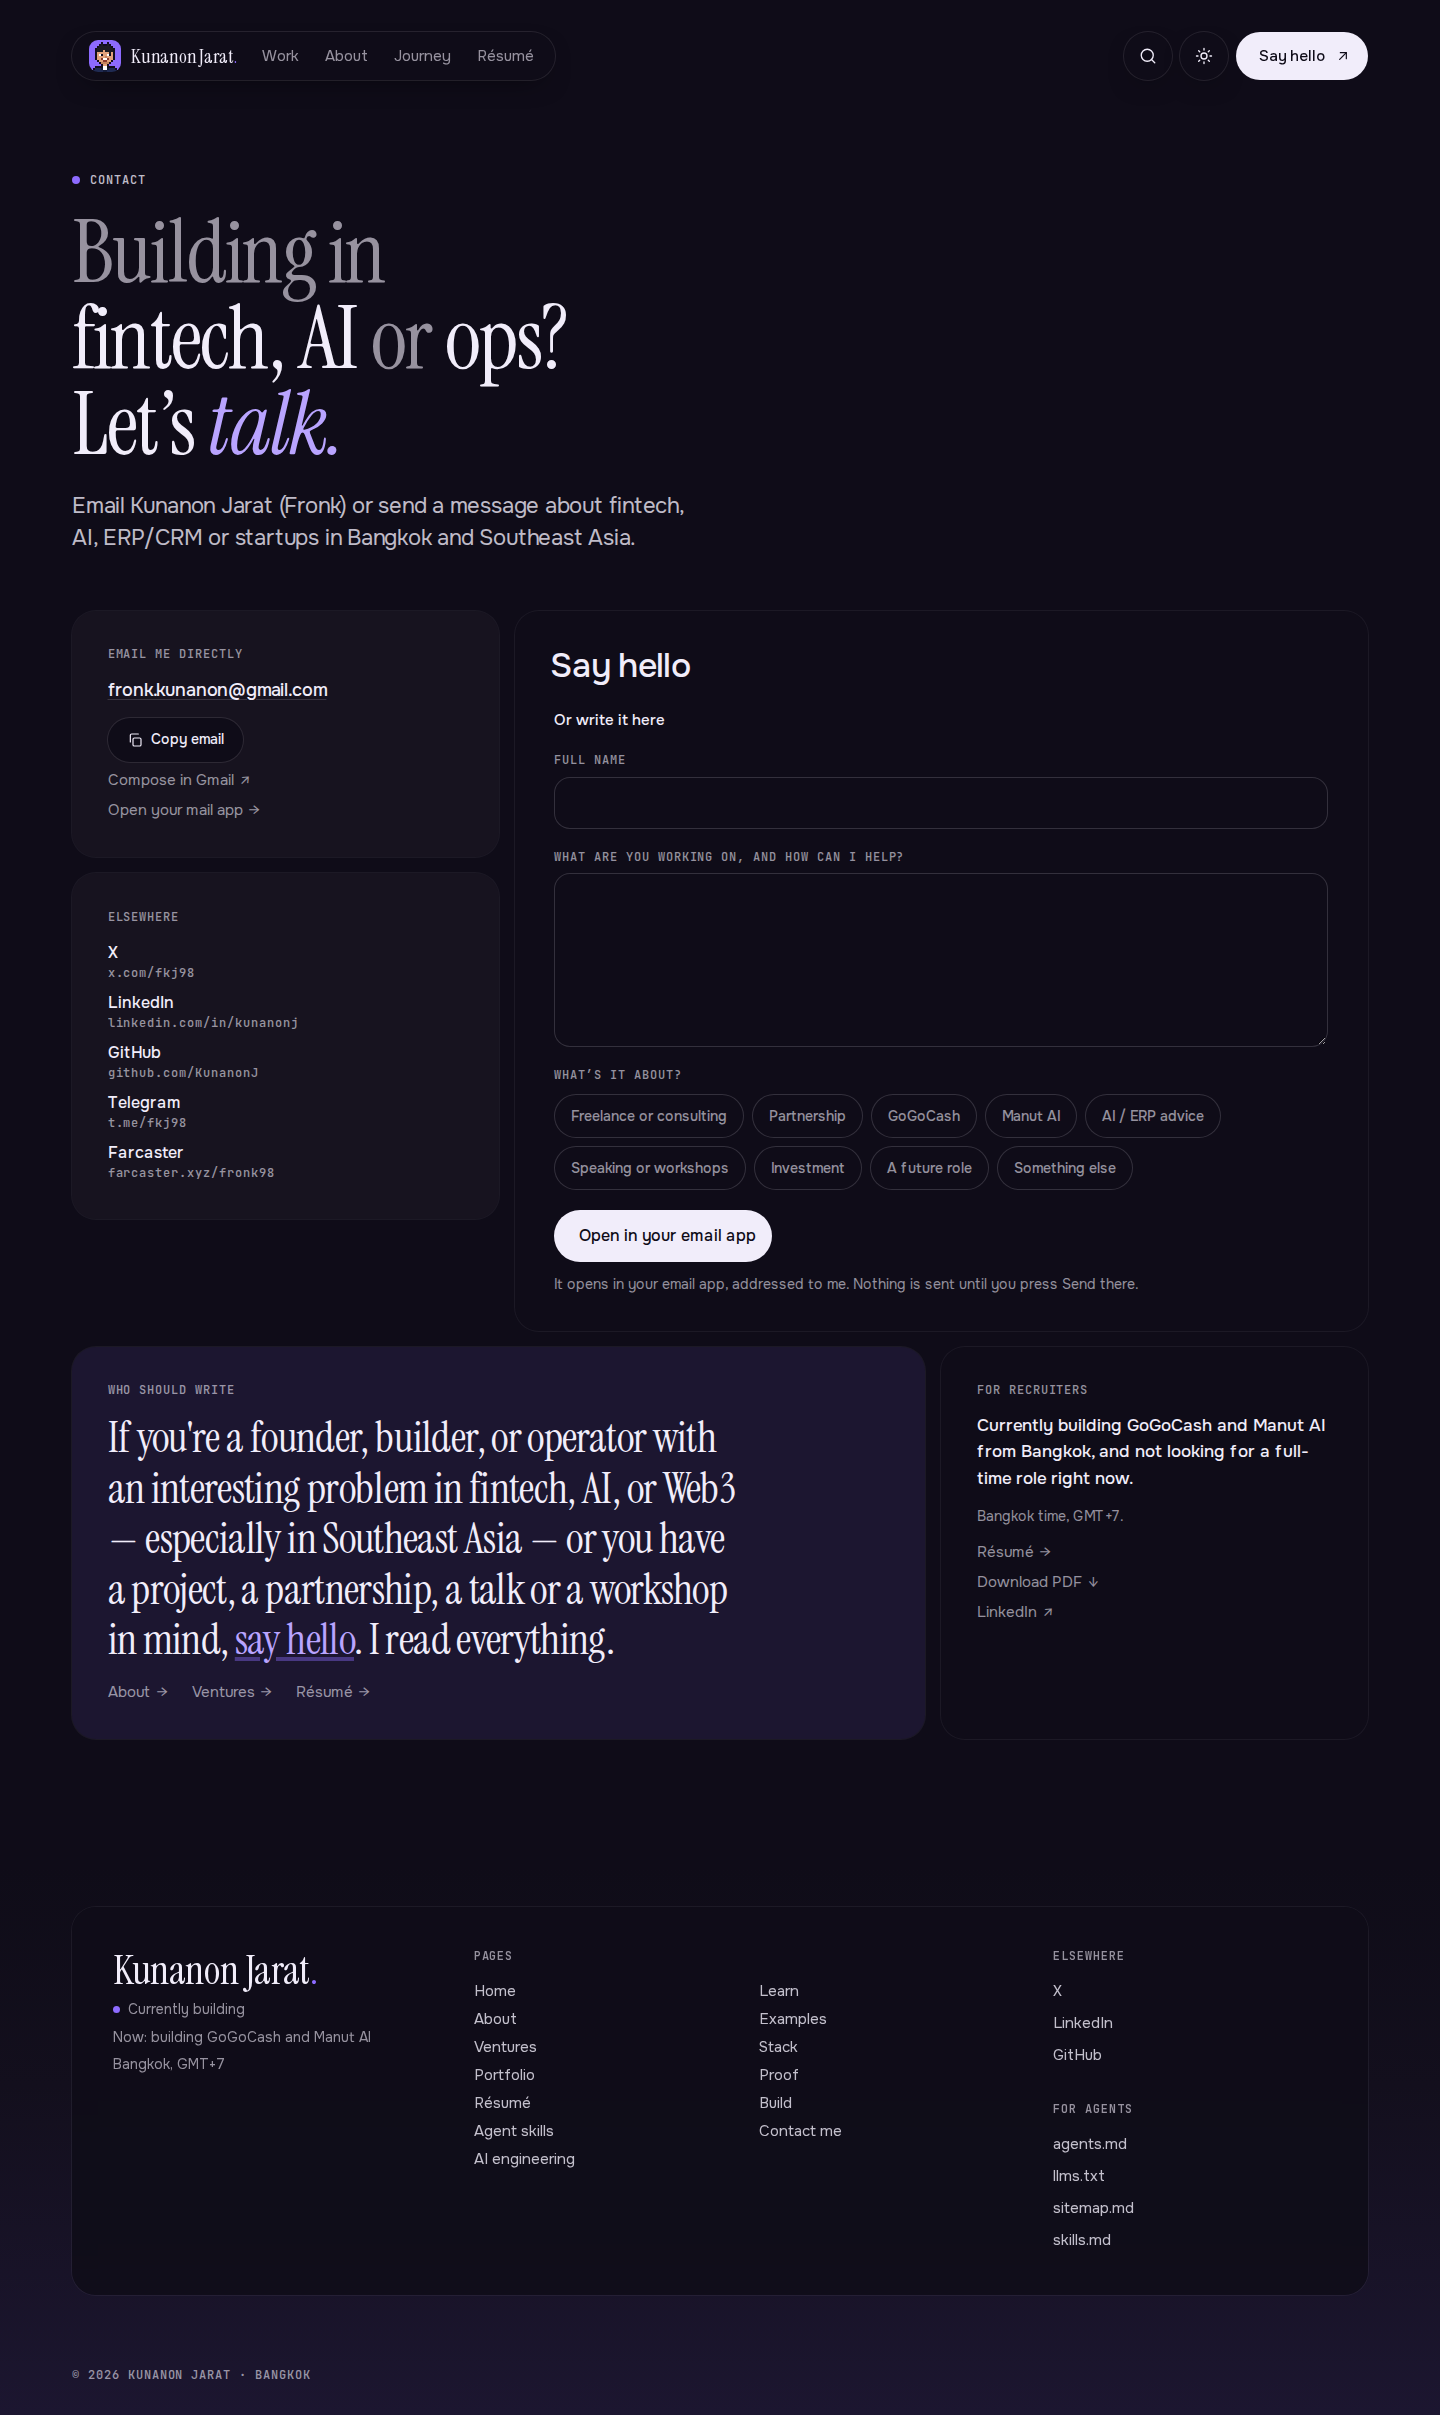 Kunanon Jarat.
Work
About
Journey
Résumé
Say hello
CONTACT
Building in
fintech, AI or ops?
Let’s talk.
Email Kunanon Jarat (Fronk) or send a message about fintech,
AI, ERP/CRM or startups in Bangkok and Southeast Asia.
EMAIL ME DIRECTLY
fronk.kunanon@gmail.com
Copy email
Compose in Gmail ↗
Open your mail app →
ELSEWHERE
X
x.com/fkj98
LinkedIn
linkedin.com/in/kunanonj
GitHub
github.com/KunanonJ
Telegram
t.me/fkj98
Farcaster
farcaster.xyz/fronk98
Say hello
Or write it here
FULL NAME
WHAT ARE YOU WORKING ON, AND HOW CAN I HELP?
WHAT’S IT ABOUT?
Freelance or consulting
Partnership
GoGoCash
Manut AI
AI / ERP advice
Speaking or workshops
Investment
A future role
Something else
Open in your email app
It opens in your email app, addressed to me. Nothing is sent until you press Send there.
WHO SHOULD WRITE
If you're a founder, builder, or operator with
an interesting problem in fintech, AI, or Web3
— especially in Southeast Asia — or you have
a project, a partnership, a talk or a workshop
in mind, say hello. I read everything.
About →
Ventures →
Résumé →
FOR RECRUITERS
Currently building GoGoCash and Manut AI
from Bangkok, and not looking for a full-
time role right now.
Bangkok time, GMT+7.
Résumé →
Download PDF ↓
LinkedIn ↗
Kunanon Jarat.
Currently building
Now: building GoGoCash and Manut AI
Bangkok, GMT+7
PAGES
Home
About
Ventures
Portfolio
Résumé
Agent skills
AI engineering
Learn
Examples
Stack
Proof
Build
Contact me
ELSEWHERE
X
LinkedIn
GitHub
FOR AGENTS
agents.md
llms.txt
sitemap.md
skills.md
© 2026 KUNANON JARAT · BANGKOK